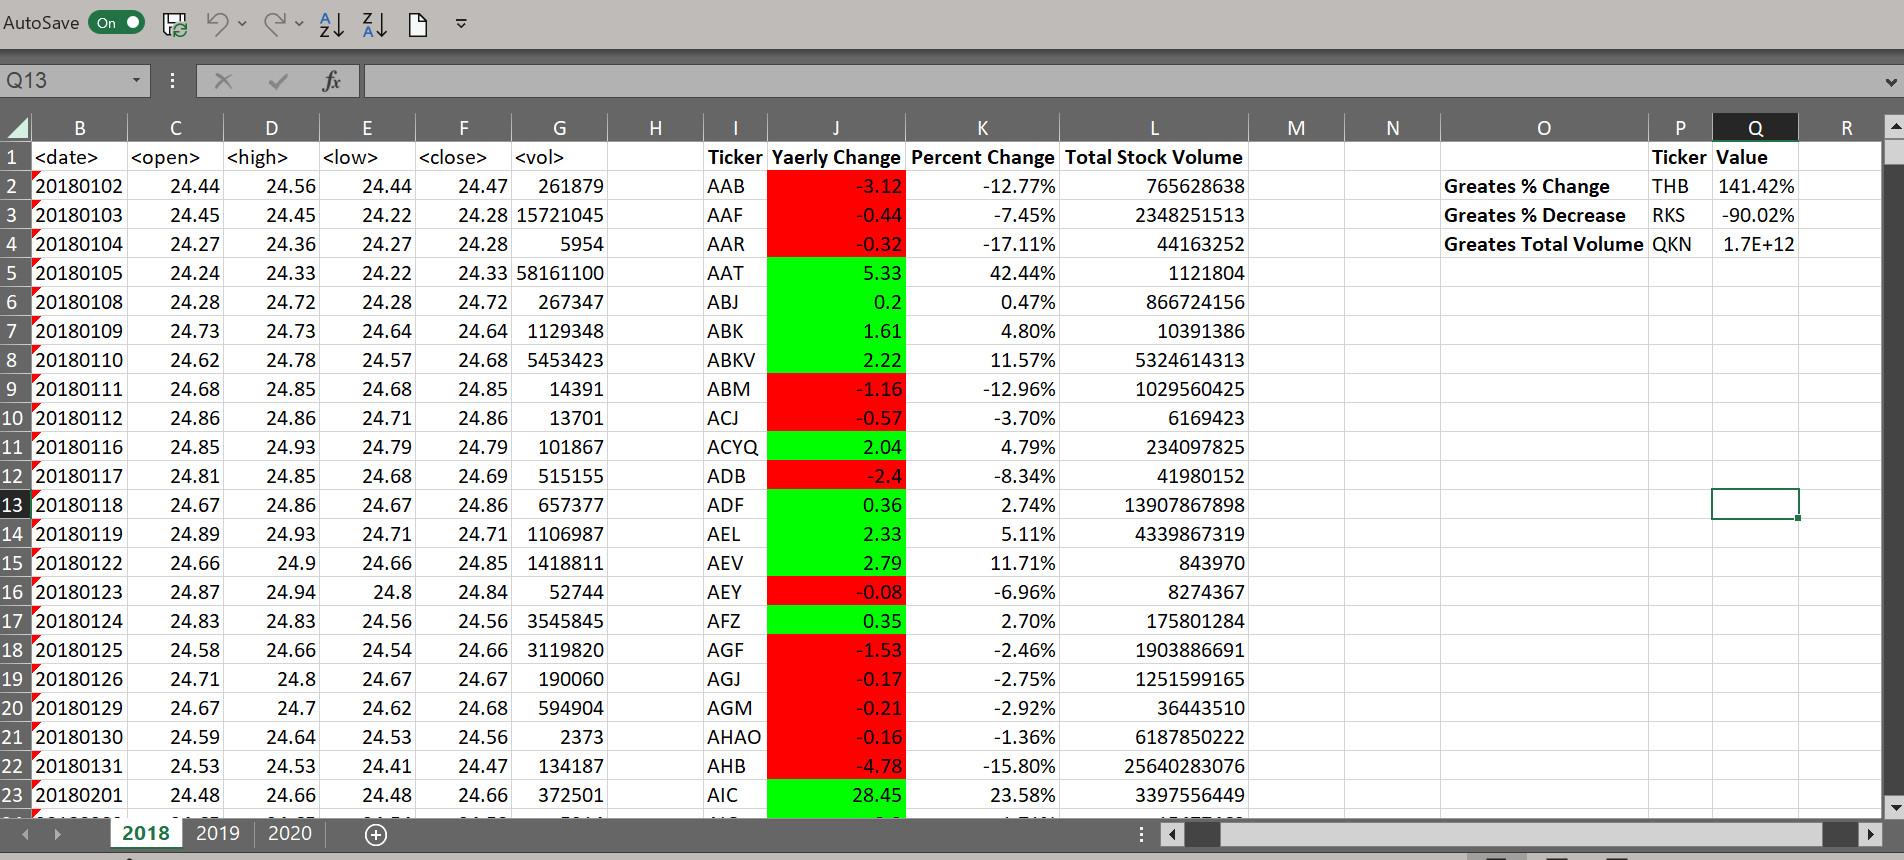 AutoSave On
Q13 fx
B C D E F G H I J K L M N O P Q R
1 <date> <open> <high> <low> <close> <vol> Ticker Yaerly Change Percent Change Total Stock Volume Ticker Value
2 20180102 24.44 24.56 24.44 24.47 261879 AAB -3.12 -12.77% 765628638 Greates % Change THB 141.42%
3 20180103 24.45 24.45 24.22 24.28 15721045 AAF -0.44 -7.45% 2348251513 Greates % Decrease RKS -90.02%
4 20180104 24.27 24.36 24.27 24.28 5954 AAR -0.32 -17.11% 44163252 Greates Total Volume QKN 1.7E+12
5 20180105 24.24 24.33 24.22 24.33 58161100 AAT 5.33 42.44% 1121804
6 20180108 24.28 24.72 24.28 24.72 267347 ABJ 0.2 0.47% 866724156
7 20180109 24.73 24.73 24.64 24.64 1129348 ABK 1.61 4.80% 10391386
8 20180110 24.62 24.78 24.57 24.68 5453423 ABKV 2.22 11.57% 5324614313
9 20180111 24.68 24.85 24.68 24.85 14391 ABM -1.16 -12.96% 1029560425
10 20180112 24.86 24.86 24.71 24.86 13701 ACJ -0.57 -3.70% 6169423
11 20180116 24.85 24.93 24.79 24.79 101867 ACYQ 2.04 4.79% 234097825
12 20180117 24.81 24.85 24.68 24.69 515155 ADB -2.4 -8.34% 41980152
13 20180118 24.67 24.86 24.67 24.86 657377 ADF 0.36 2.74% 13907867898
14 20180119 24.89 24.93 24.71 24.71 1106987 AEL 2.33 5.11% 4339867319
15 20180122 24.66 24.9 24.66 24.85 1418811 AEV 2.79 11.71% 843970
16 20180123 24.87 24.94 24.8 24.84 52744 AEY -0.08 -6.96% 8274367
17 20180124 24.83 24.83 24.56 24.56 3545845 AFZ 0.35 2.70% 175801284
18 20180125 24.58 24.66 24.54 24.66 3119820 AGF -1.53 -2.46% 1903886691
19 20180126 24.71 24.8 24.67 24.67 190060 AGJ -0.17 -2.75% 1251599165
20 20180129 24.67 24.7 24.62 24.68 594904 AGM -0.21 -2.92% 36443510
21 20180130 24.59 24.64 24.53 24.56 2373 AHAO -0.16 -1.36% 6187850222
22 20180131 24.53 24.53 24.41 24.47 134187 AHB -4.78 -15.80% 25640283076
23 20180201 24.48 24.66 24.48 24.66 372501 AIC 28.45 23.58% 3397556449
2018 2019 2020